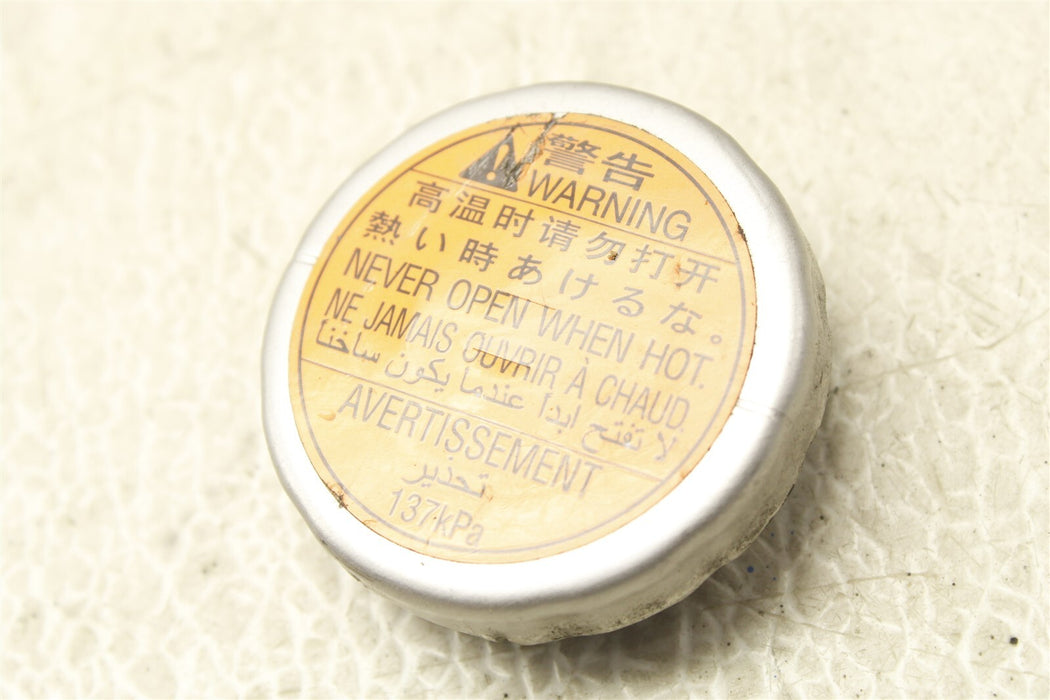 警告
WARNING
高温时请勿打开
熱い時あけるな。
NEVER OPEN WHEN HOT.
NE JAMAIS OUVRIR À CHAUD.
لا تفتح ابدا عندما يكون ساخنا
AVERTISSEMENT
تحذير
137kPa